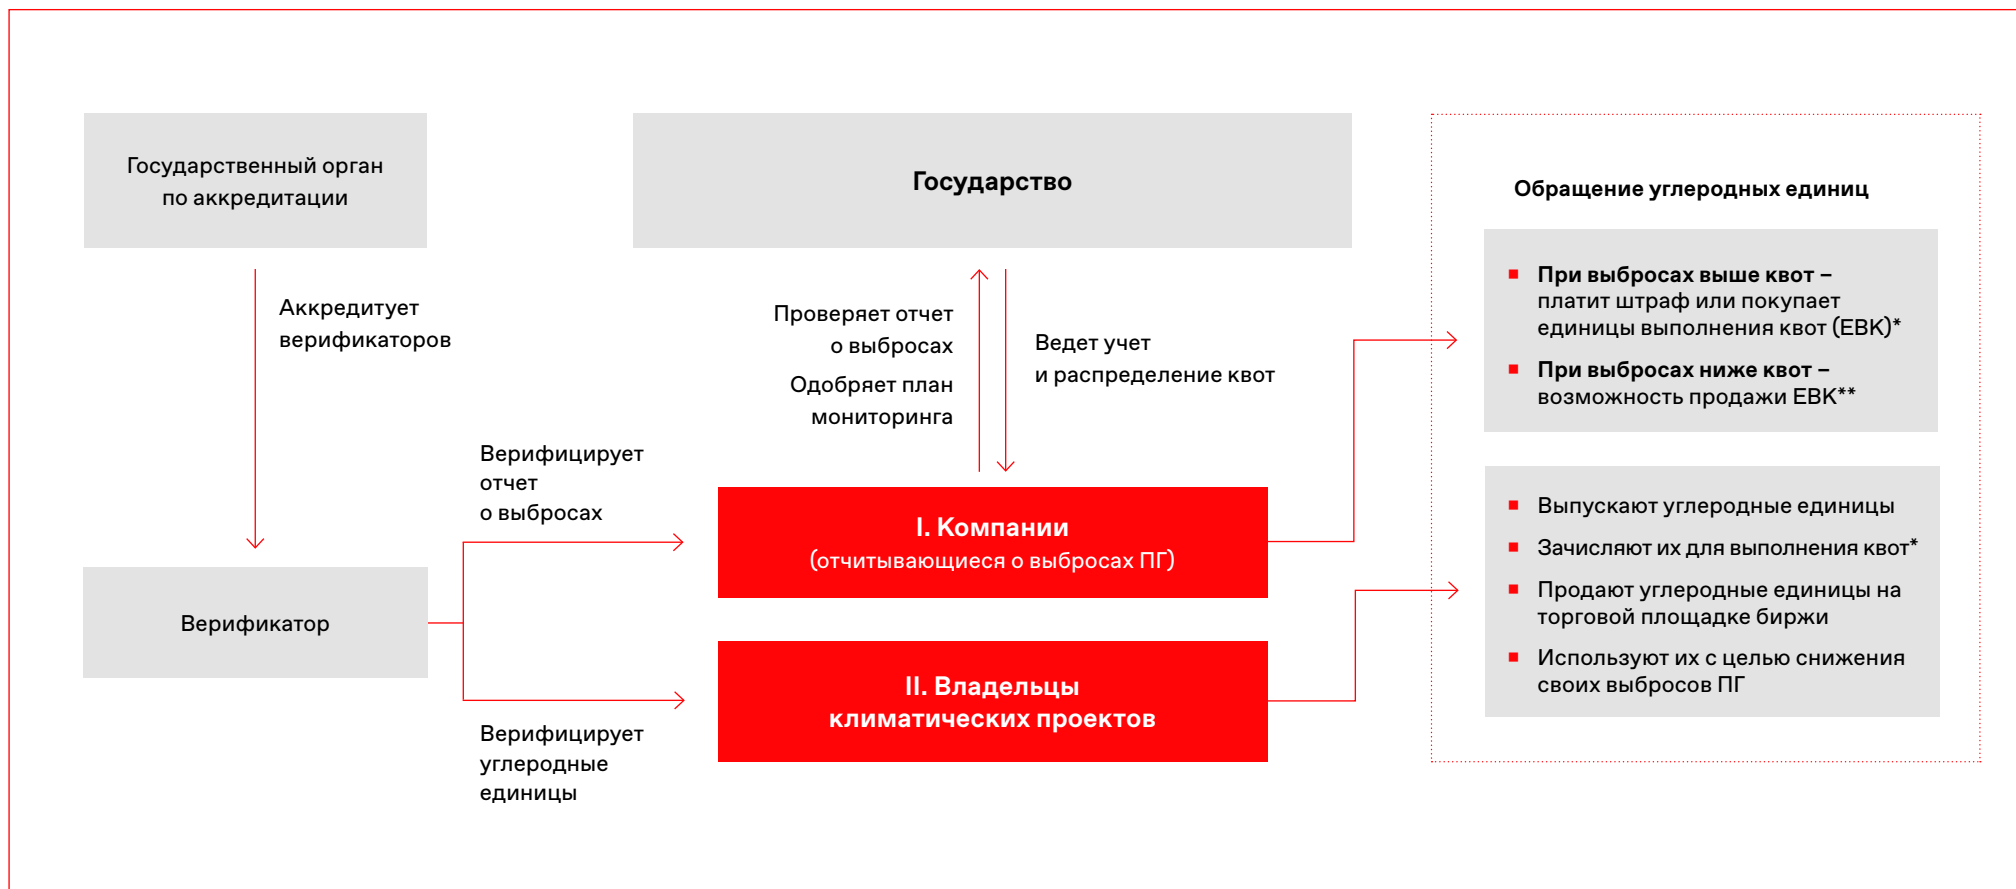 Государственный орган
по аккредитации
Государство
Аккредитует
верификаторов
Проверяет отчет
о выбросах
Одобряет план
мониторинга
Ведет учет
и распределение квот
Верифицирует
отчет
о выбросах
Верификатор
I. Компании
(отчитывающиеся о выбросах ПГ)
II. Владельцы
климатических проектов
Верифицирует
углеродные
единицы
Обращение углеродных единиц
При выбросах выше квот –
платит штраф или покупает
единицы выполнения квот (ЕВК)*
При выбросах ниже квот –
возможность продажи ЕВК**
Выпускают углеродные единицы
Зачисляют их для выполнения квот*
Продают углеродные единицы на
торговой площадке биржи
Используют их с целью снижения
своих выбросов ПГ